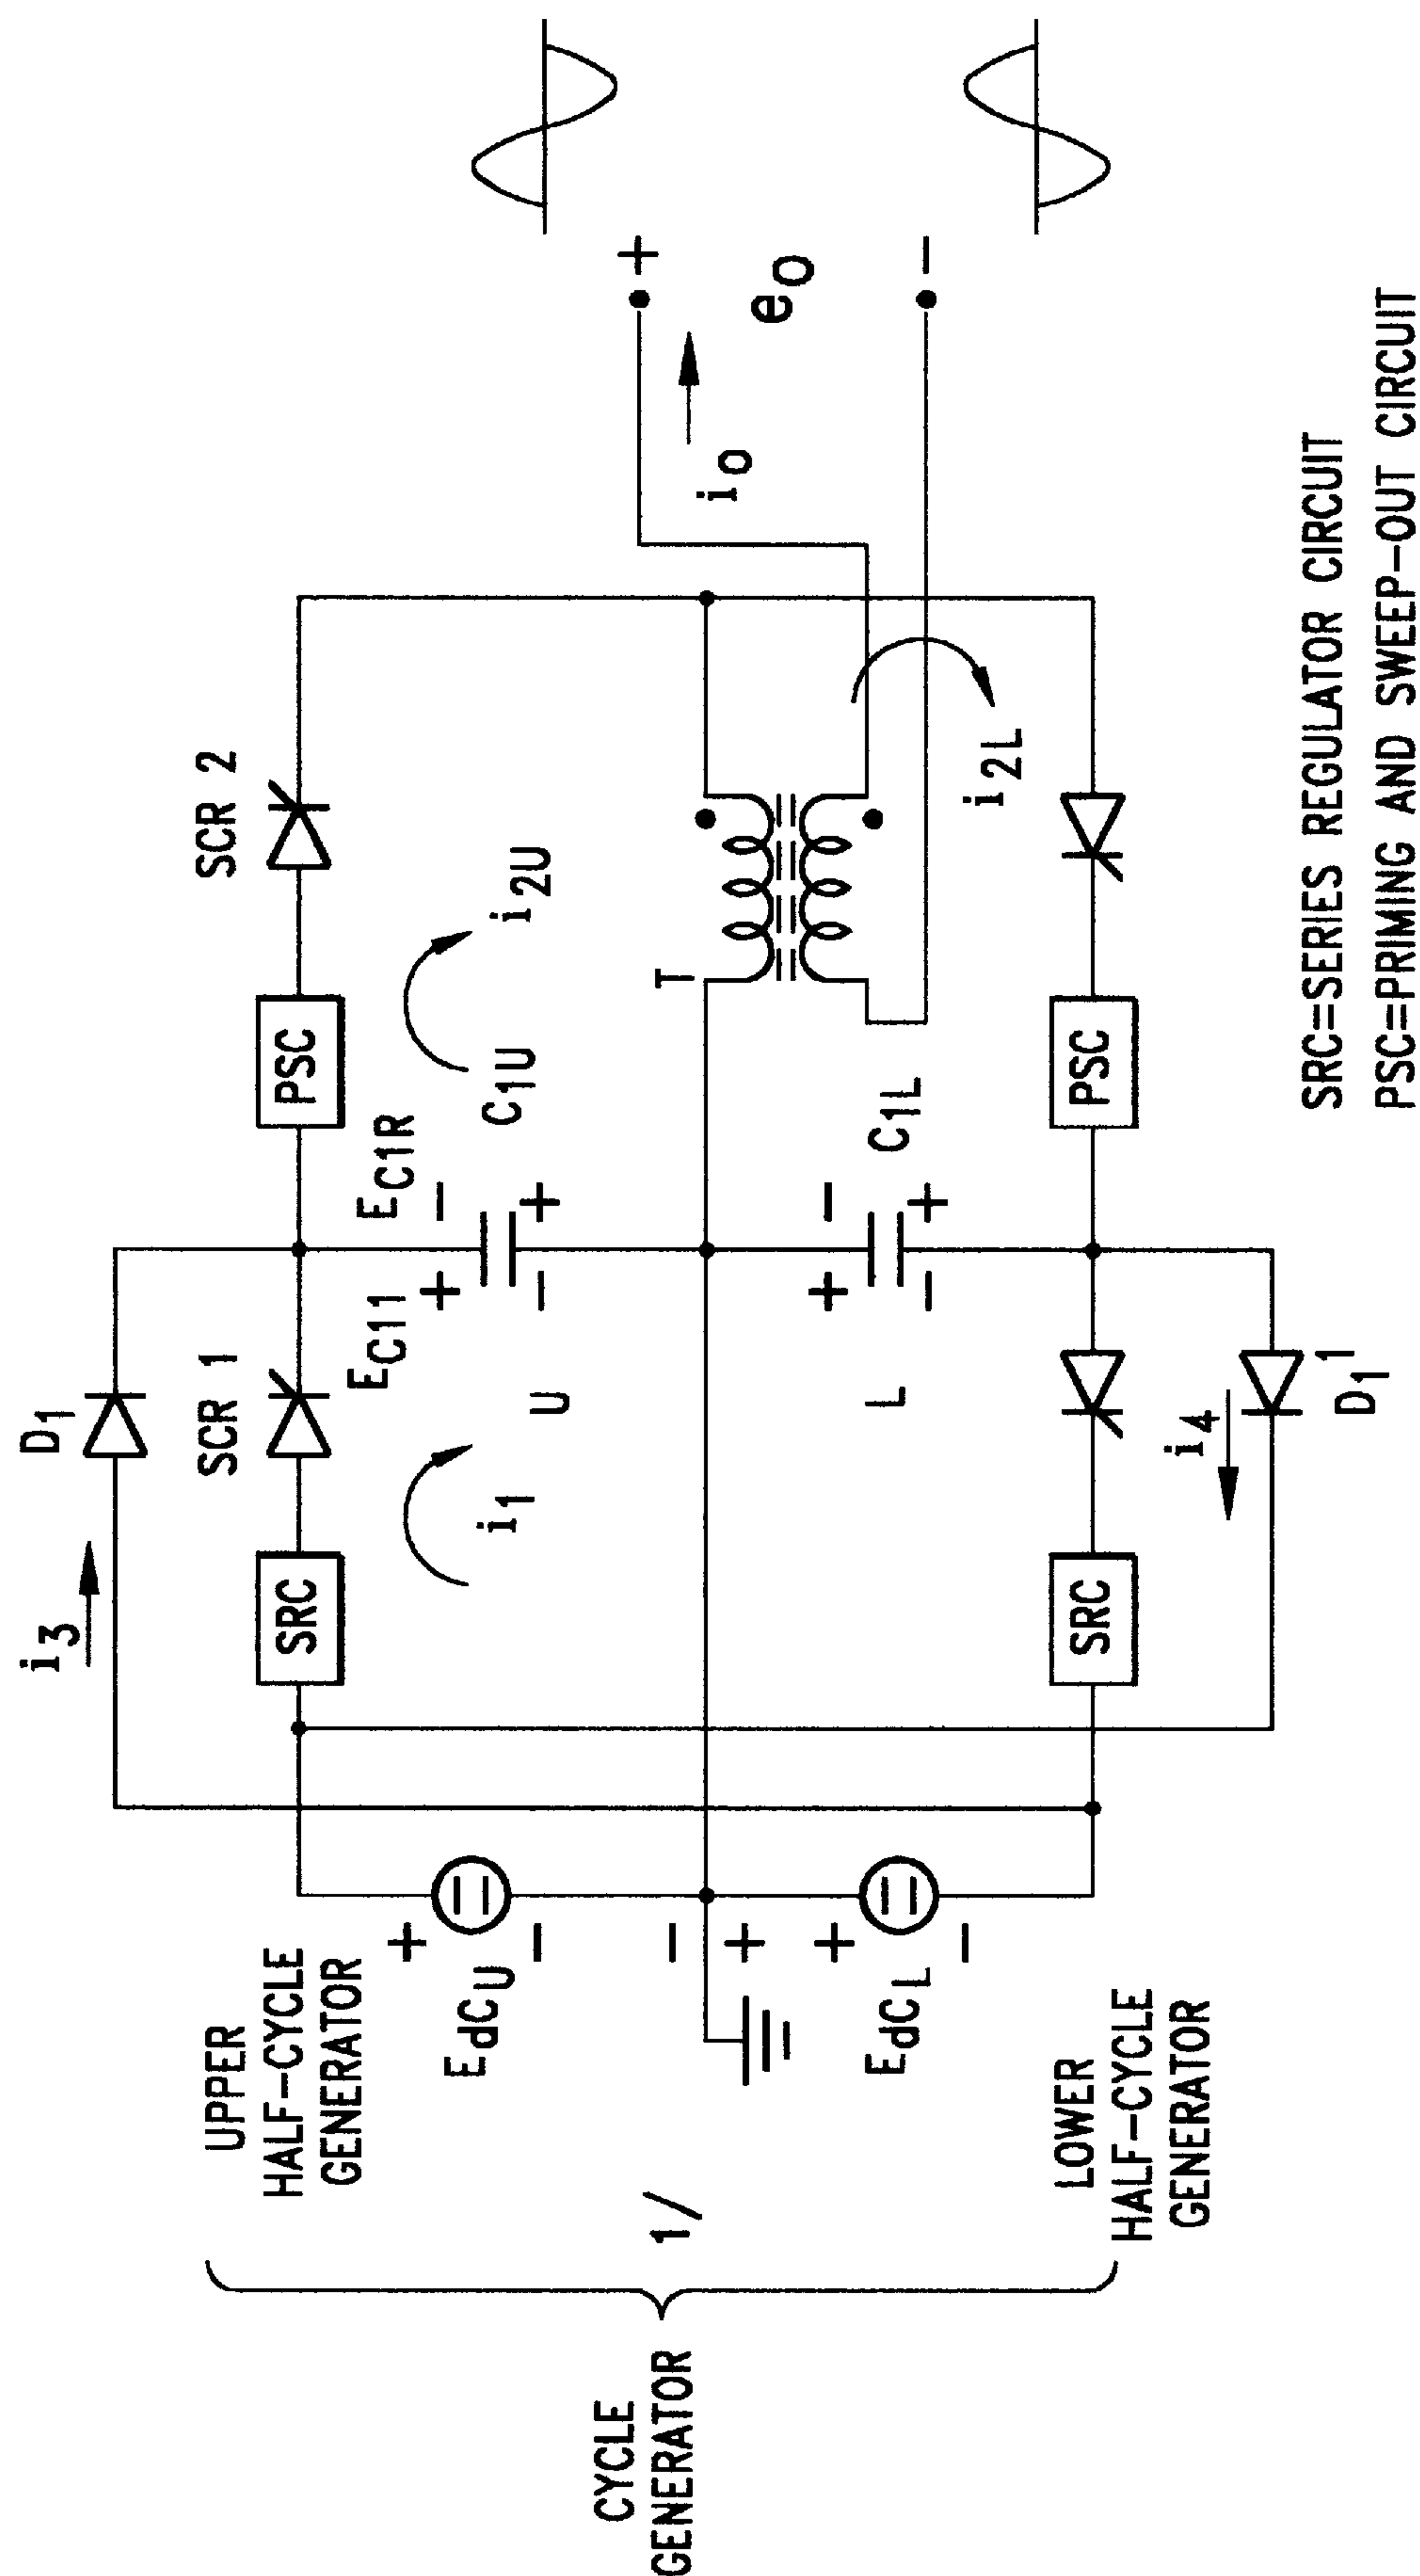 CYCLE
GENERATOR
UPPER
HALF-CYCLE
GENERATOR
1/
LOWER
HALF-CYCLE
GENERATOR
EdCU
+
-
-
+
EdCL
+
-
i3
D1
SRC
SCR 1
i1
U
EC11
+
-
EC1R
-
+
C1U
PSC
SCR 2
i2U
T
L
+
-
-
+
C1L
i2L
SRC
i4
D1 1
PSC
io
+
eo
-
SRC=SERIES REGULATOR CIRCUIT
PSC=PRIMING AND SWEEP-OUT CIRCUIT